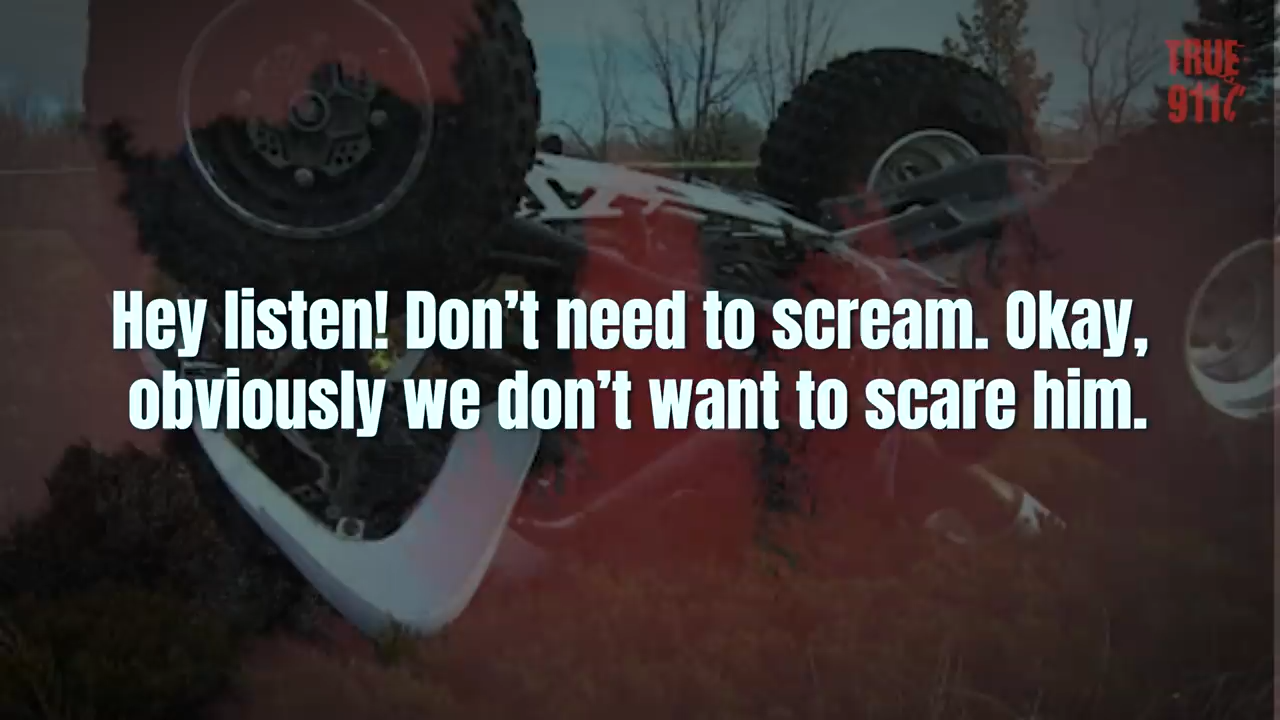 TRUE
911
Hey listen! Don’t need to scream. Okay,
obviously we don’t want to scare him.